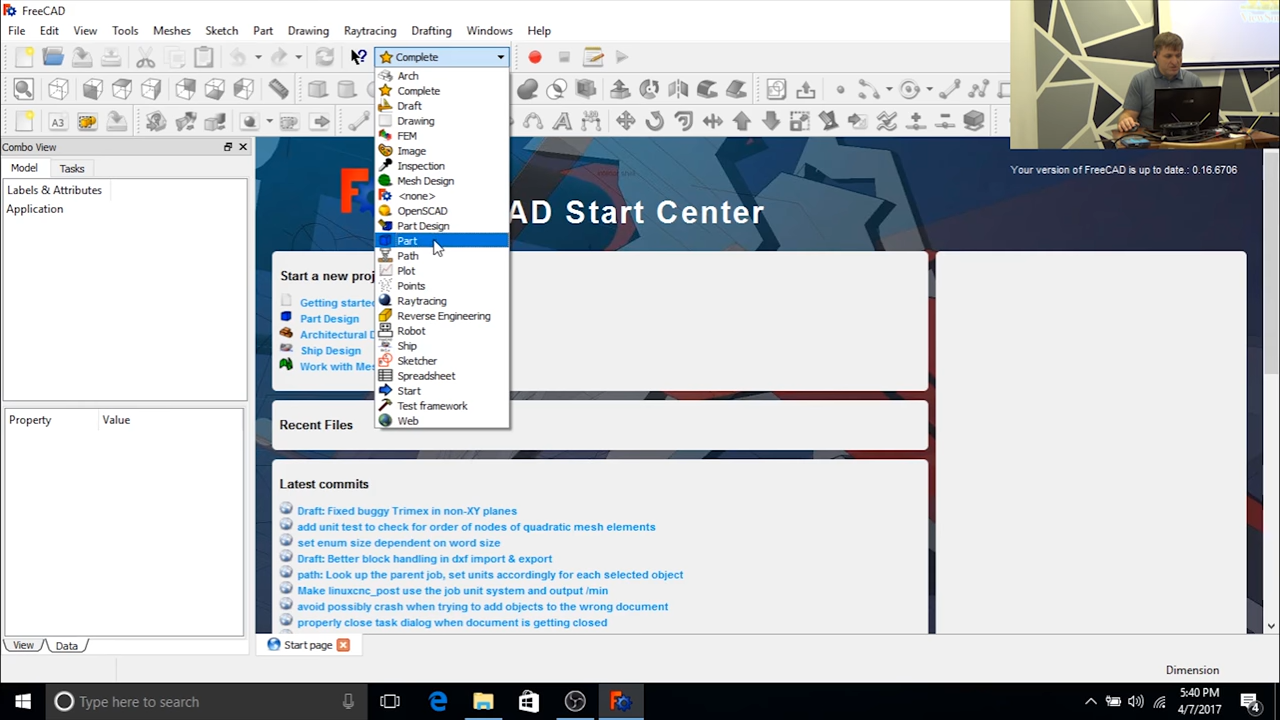 FreeCAD
File Edit View Tools Meshes Sketch Part Drawing Raytracing Drafting Windows Help
Complete
A3
Combo View
Model Tasks
Labels & Attributes
Application
Property Value
View Data
Arch
Complete
Draft
Drawing
FEM
Image
Inspection
Mesh Design
<none>
OpenSCAD
Part Design
Part
Path
Plot
Points
Raytracing
Reverse Engineering
Robot
Ship
Sketcher
Spreadsheet
Start
Test framework
Web
Your version of FreeCAD is up to date.: 0.16.6706
F
AD Start Center
Start a new proj
Getting starte
Part Design
Architectural D
Ship Design
Work with Mes
Recent Files
Latest commits
Draft: Fixed buggy Trimex in non-XY planes
add unit test to check for order of nodes of quadratic mesh elements
set enum size dependent on word size
Draft: Better block handling in dxf import & export
path: Look up the parent job, set units accordingly for each selected object
Make linuxcnc_post use the job unit system and output /min
avoid possibly crash when trying to add objects to the wrong document
properly close task dialog when document is getting closed
Start page
Dimension
Type here to search
5:40 PM
4/7/2017
4